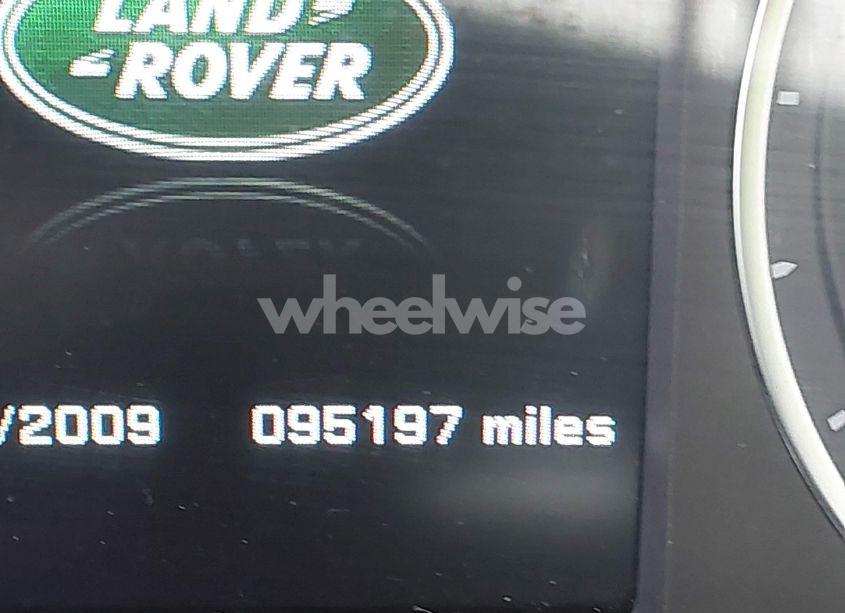 LAND
ROVER
wheelwise
/2009 095197 miles